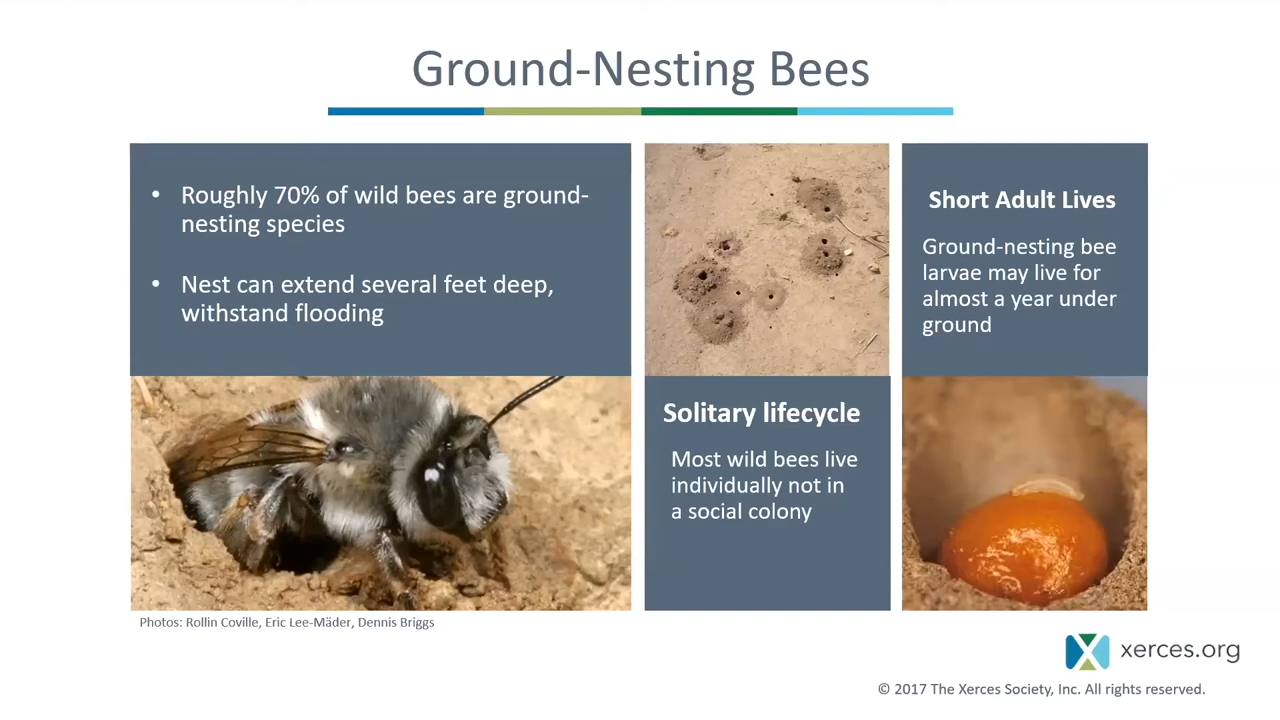 Ground-Nesting Bees
• Roughly 70% of wild bees are ground-
nesting species
• Nest can extend several feet deep,
withstand flooding
Short Adult Lives
Ground-nesting bee
larvae may live for
almost a year under
ground
Solitary lifecycle
Most wild bees live
individually not in
a social colony
Photos: Rollin Coville, Eric Lee-Mäder, Dennis Briggs
xerces.org
© 2017 The Xerces Society, Inc. All rights reserved.